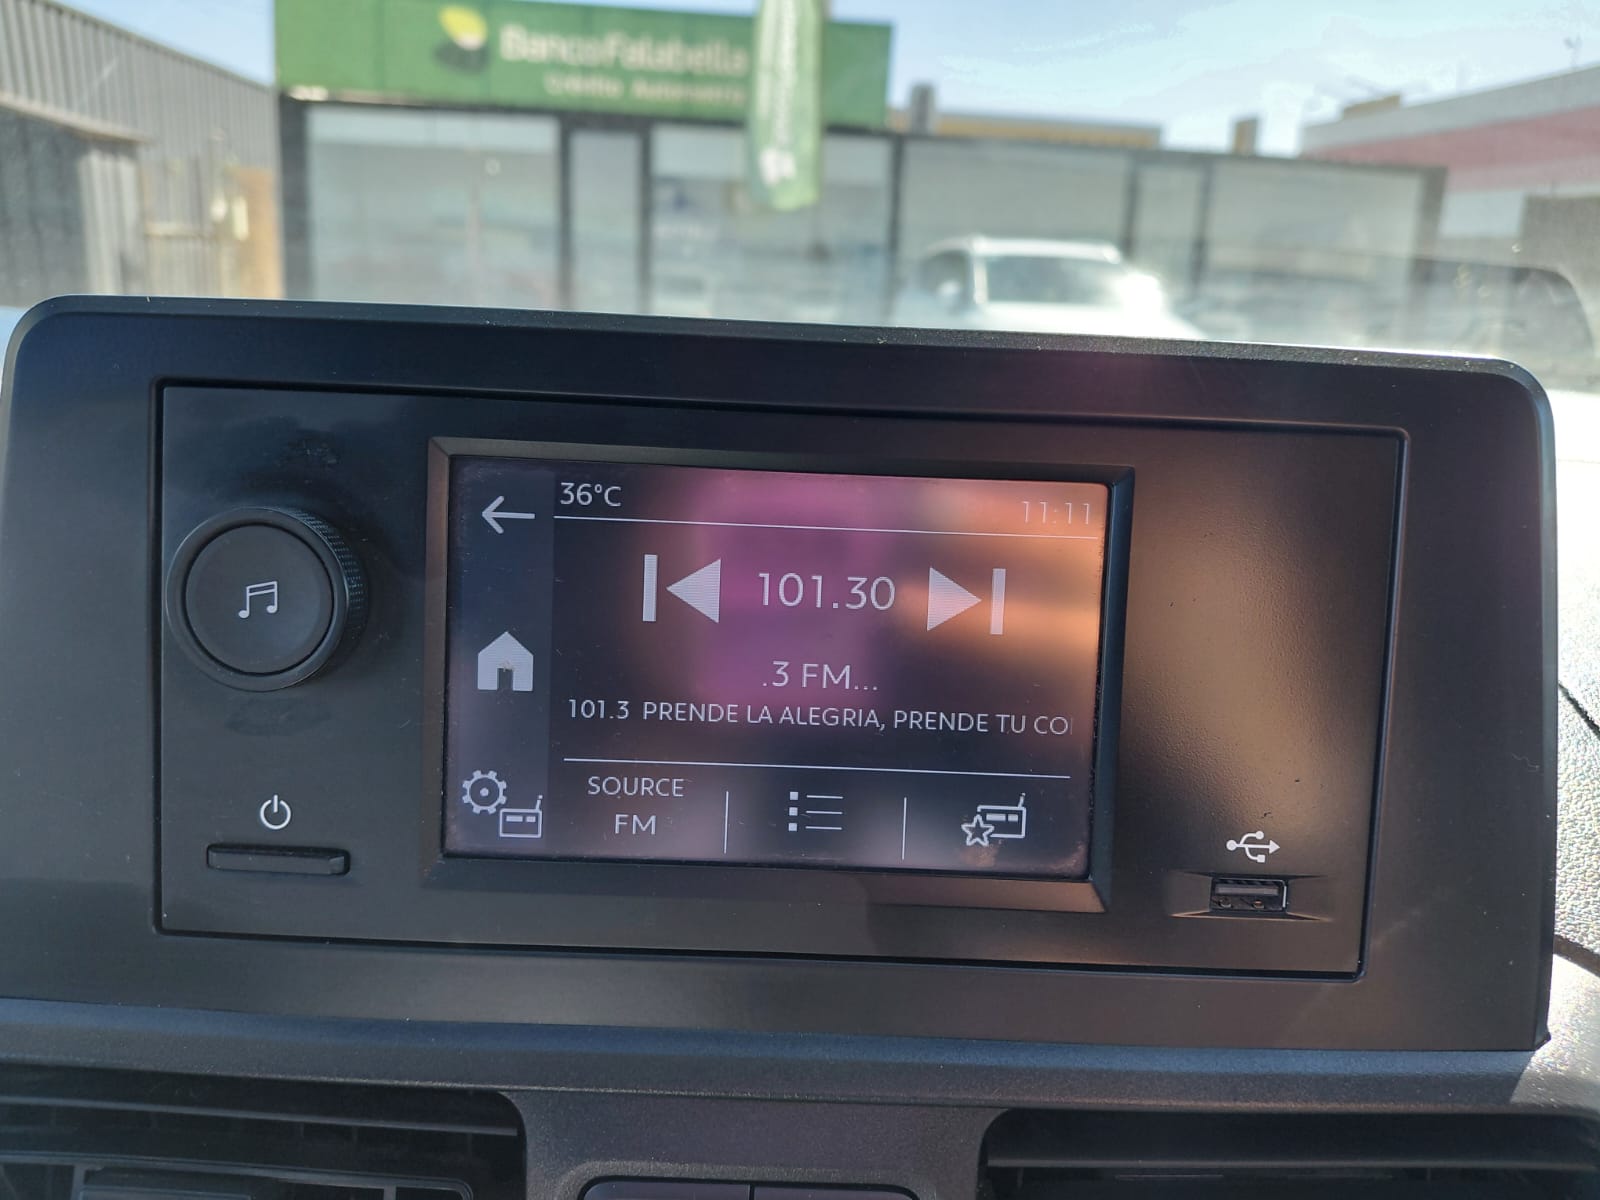 BancoFalabella
36°C
11:11
101.30
.3 FM...
101.3 PRENDE LA ALEGRIA, PRENDE TU CO
SOURCE
FM